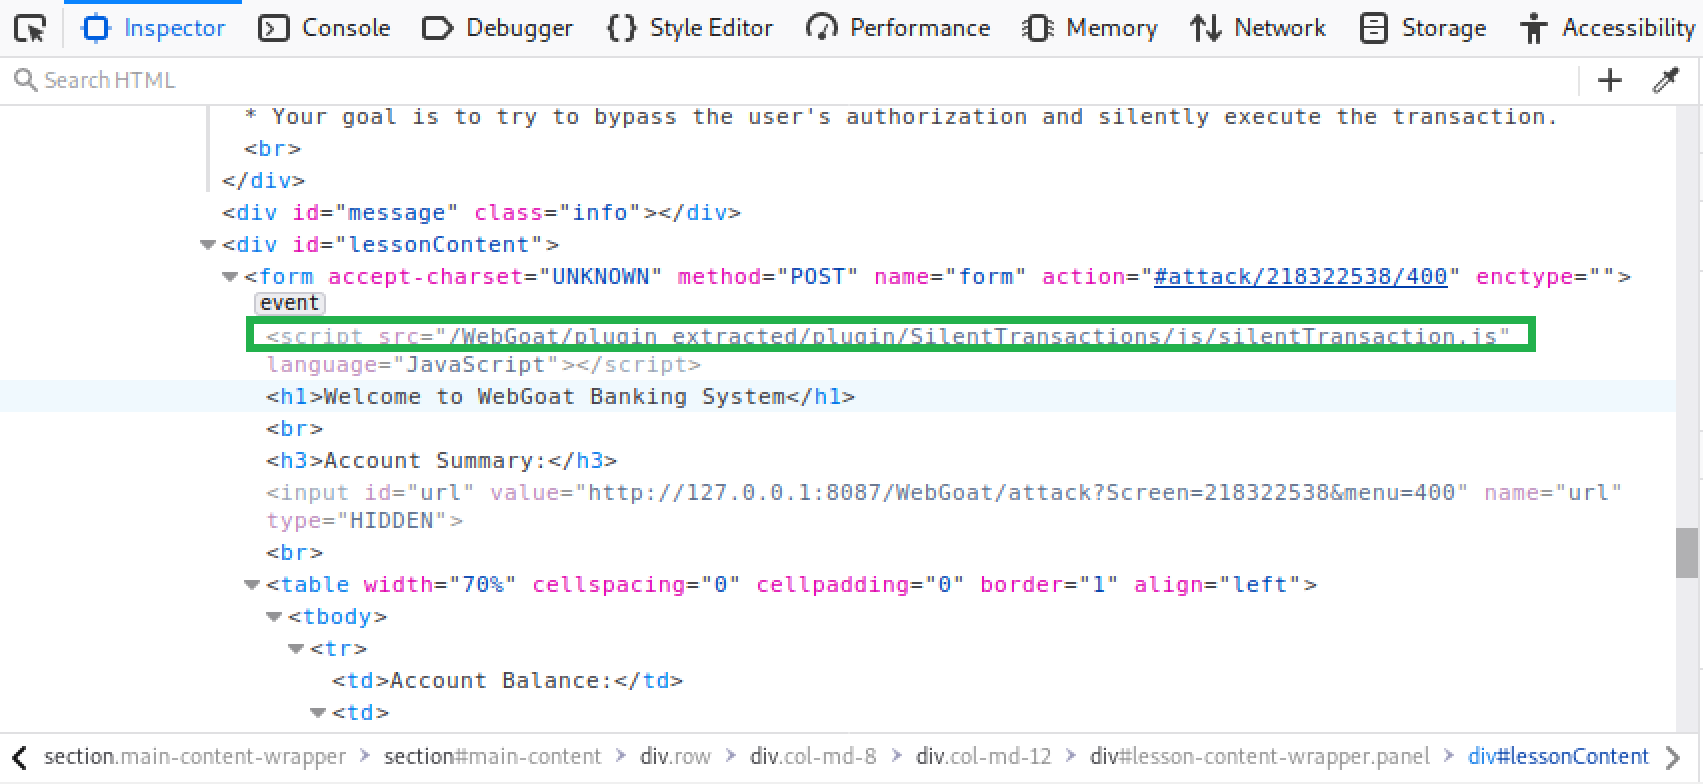 Inspector Console Debugger Style Editor Performance Memory Network Storage Accessibility
Search HTML
* Your goal is to try to bypass the user's authorization and silently execute the transaction.
<br>
</div>
<div id="message" class="info"></div>
<div id="lessonContent">
<form accept-charset="UNKNOWN" method="POST" name="form" action="#attack/218322538/400" enctype="">
event
<script src="/WebGoat/plugin_extracted/plugin/SilentTransactions/js/silentTransaction.js"
language="JavaScript"></script>
<h1>Welcome to WebGoat Banking System</h1>
<br>
<h3>Account Summary:</h3>
<input id="url" value="http://127.0.0.1:8087/WebGoat/attack?Screen=218322538&menu=400" name="url"
type="HIDDEN">
<br>
<table width="70%" cellspacing="0" cellpadding="0" border="1" align="left">
<tbody>
<tr>
<td>Account Balance:</td>
<td>
section.main-content-wrapper > section#main-content > div.row > div.col-md-8 > div.col-md-12 > div#lesson-content-wrapper.panel > div#lessonContent